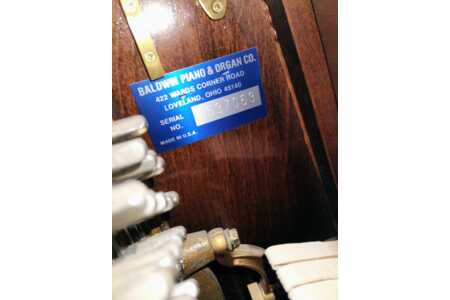 BALDWIN PIANO & ORGAN CO.
422 WARDS CORNER ROAD
LOVELAND, OHIO 45140
SERIAL
NO.
MADE IN U.S.A.